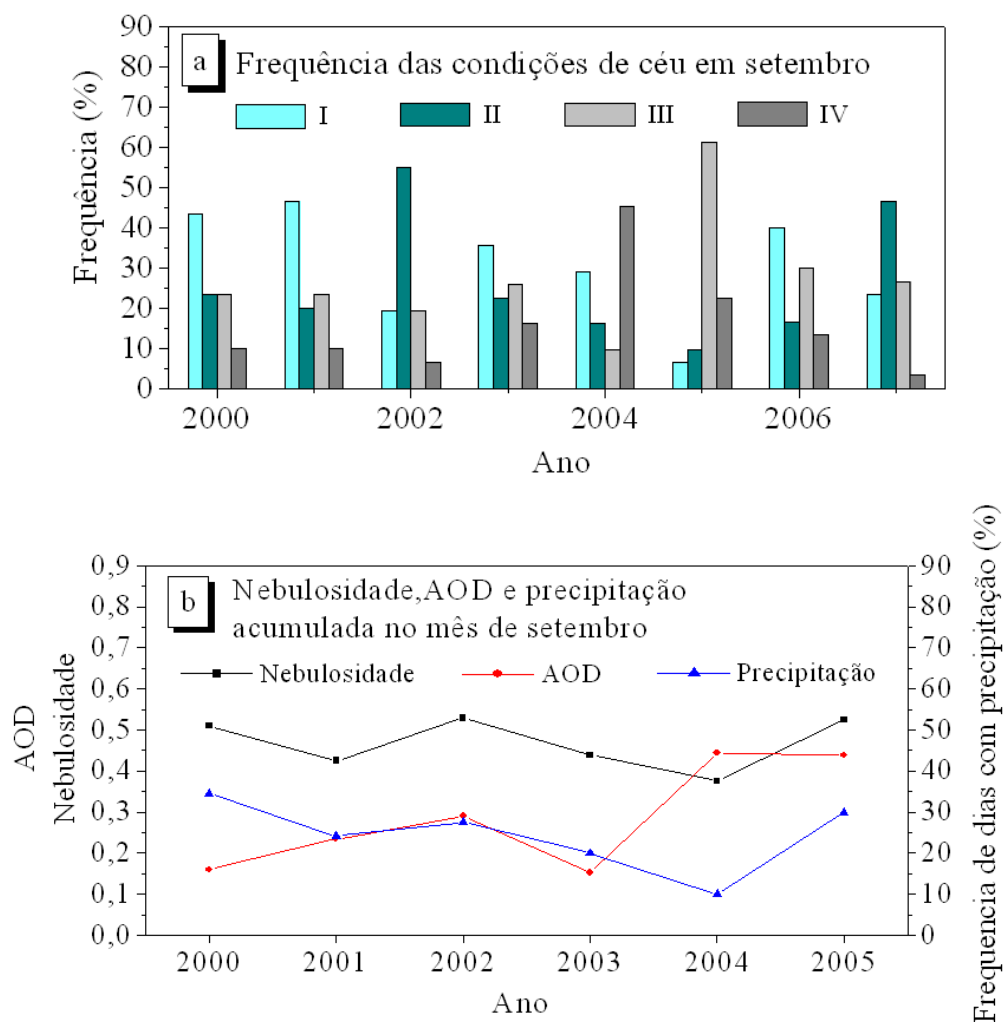 a Frequência das condições de céu em setembro
I II III IV
Frequência (%)
90
80
70
60
50
40
30
20
10
0
2000 2002 2004 2006
Ano
b Nebulosidade,AOD e precipitação
acumulada no mês de setembro
Nebulosidade AOD Precipitação
AOD
Nebulosidade
0,9
0,8
0,7
0,6
0,5
0,4
0,3
0,2
0,1
0,0
Frequencia de dias com precipitação (%)
90
80
70
60
50
40
30
20
10
0
2000 2001 2002 2003 2004 2005
Ano